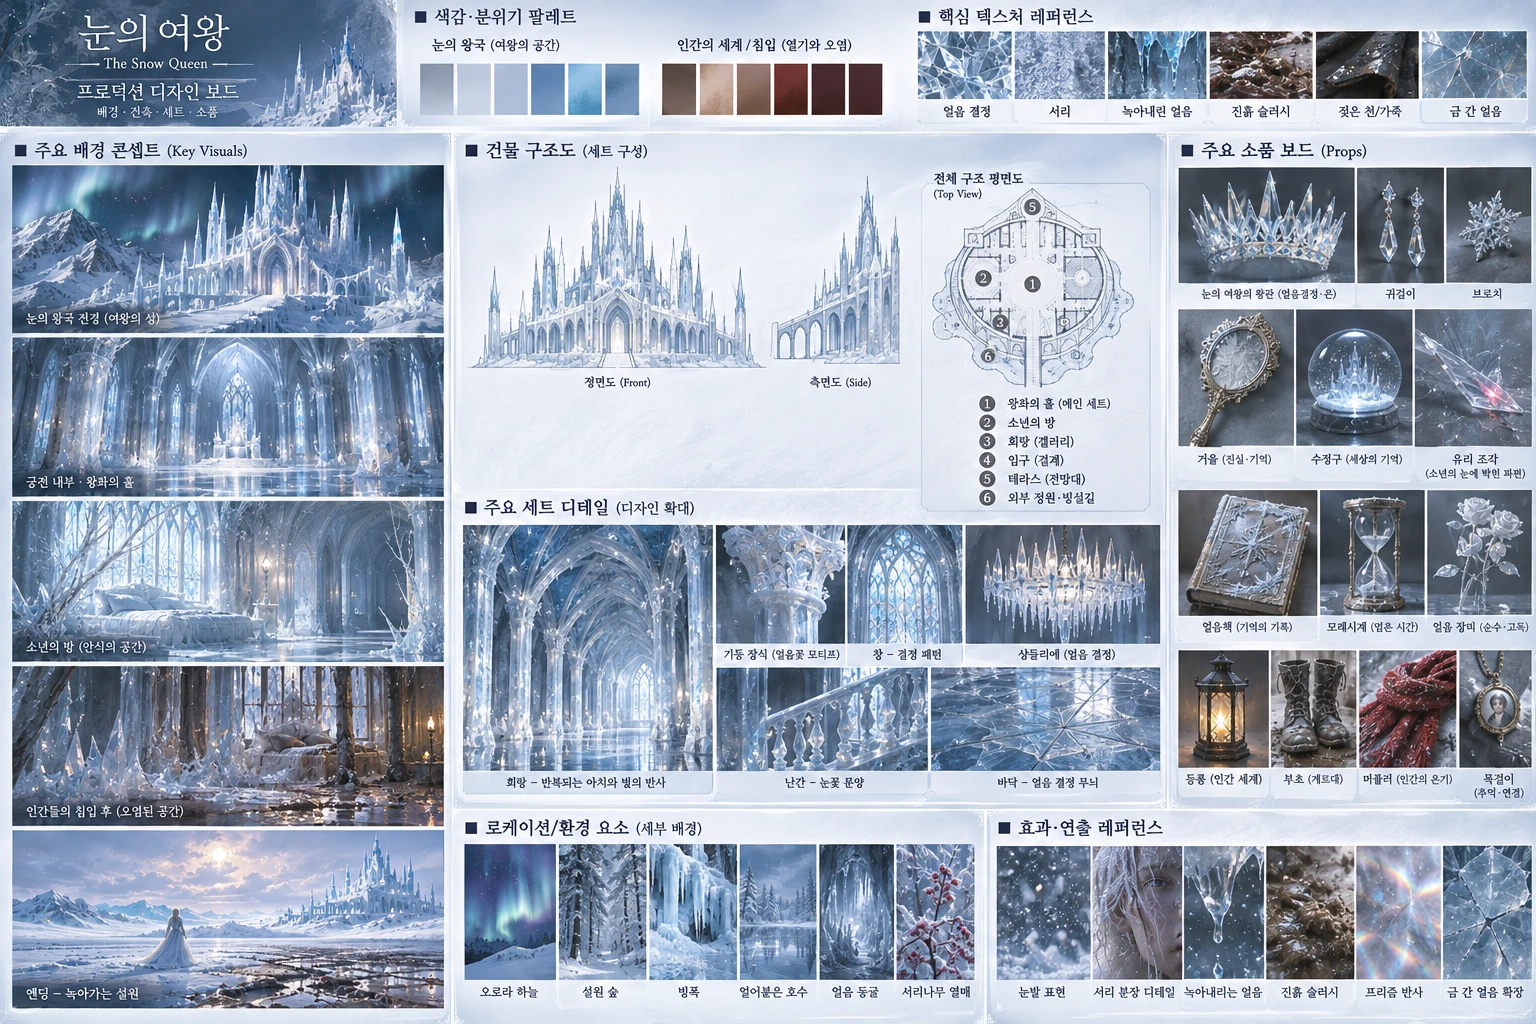 눈의 여왕
The Snow Queen
프로덕션 디자인 보드
배경 · 건축 · 세트 · 소품
■ 색감·분위기 팔레트
눈의 왕국 (여왕의 공간)
인간의 세계 / 침입 (열기와 오염)
■ 핵심 텍스처 레퍼런스
얼음 결정
서리
녹아내린 얼음
진흙 슬러시
젖은 천/가죽
금 간 얼음
■ 주요 배경 콘셉트 (Key Visuals)
눈의 왕국 진경 (여왕의 성)
궁전 내부 · 왕좌의 홀
소년의 방 (안식의 공간)
인간들의 침입 후 (오염된 공간)
엔딩 – 녹아가는 설원
■ 건물 구조도 (세트 구성)
정면도 (Front)
측면도 (Side)
전체 구조 평면도
(Top View)
5
2
1
3
6
1 왕좌의 홀 (메인 세트)
2 소년의 방
3 회랑 (갤러리)
4 입구 (결계)
5 테라스 (전망대)
6 외부 정원·빙설길
■ 주요 세트 디테일 (디자인 확대)
회랑 – 반복되는 아치와 빛의 반사
기둥 장식 (얼음꽃 모티프)
창 – 결정 패턴
샹들리에 (얼음 결정)
난간 – 눈꽃 문양
바닥 – 얼음 결정 무늬
■ 주요 소품 보드 (Props)
눈의 여왕의 왕관 (얼음결정·은)
귀걸이
브로치
거울 (진실·기억)
수정구 (세상의 기억)
유리 조각
(소년의 눈에 박힌 파편)
얼음책 (기억의 기록)
모래시계 (멈춘 시간)
얼음 장미 (순수·고독)
등롱 (인간 세계)
부츠 (게르다)
머플러 (인간의 온기)
목걸이
(추억·연결)
■ 로케이션/환경 요소 (세부 배경)
오로라 하늘
설원 숲
빙폭
얼어붙은 호수
얼음 동굴
서리나무 열매
■ 효과·연출 레퍼런스
눈발 표현
서리 분장 디테일
녹아내리는 얼음
진흙 슬러시
프리즘 반사
금 간 얼음 확장